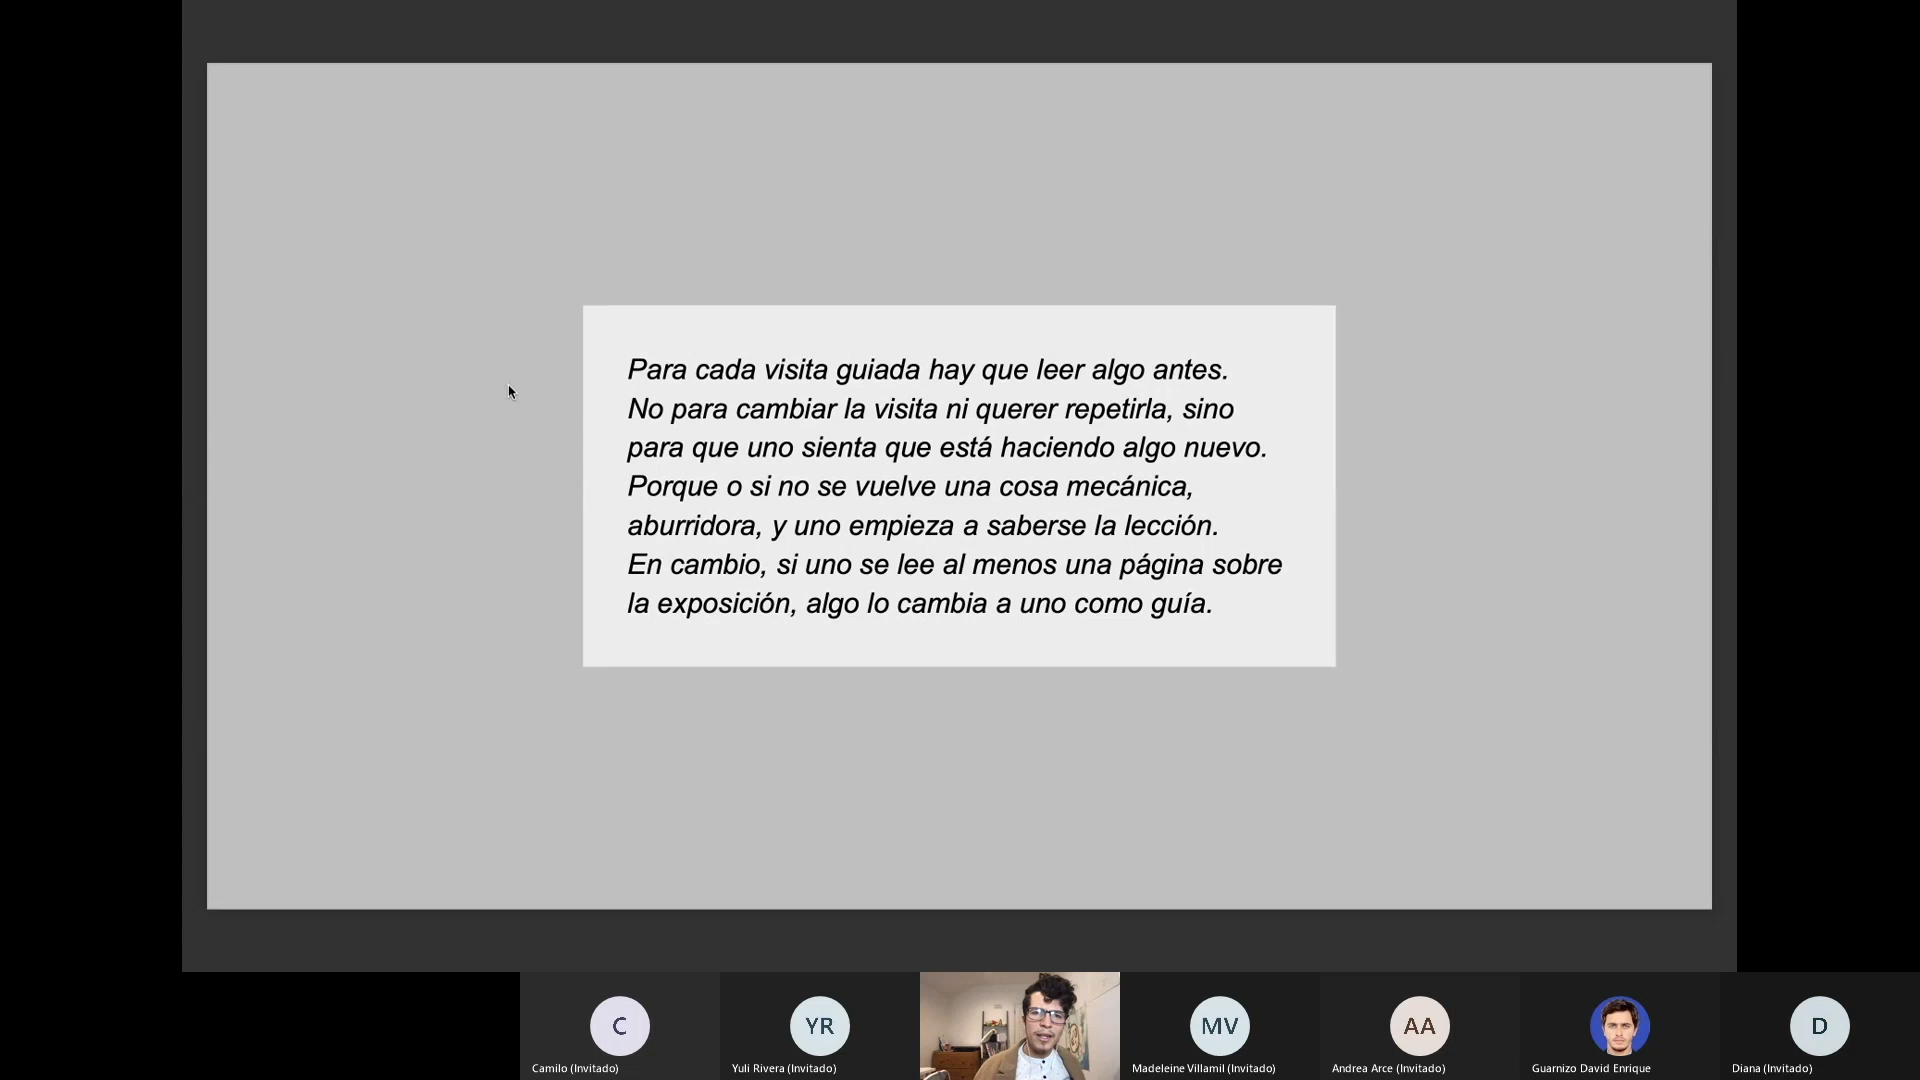 Para cada visita guiada hay que leer algo antes.
No para cambiar la visita ni querer repetirla, sino
para que uno sienta que está haciendo algo nuevo.
Porque o si no se vuelve una cosa mecánica,
aburridora, y uno empieza a saberse la lección.
En cambio, si uno se lee al menos una página sobre
la exposición, algo lo cambia a uno como guía.
C
YR
MV
AA
D
Camilo (Invitado)
Yuli Rivera (Invitado)
Madeleine Villamil (Invitado)
Andrea Arce (Invitado)
Guarnizo David Enrique
Diana (Invitado)